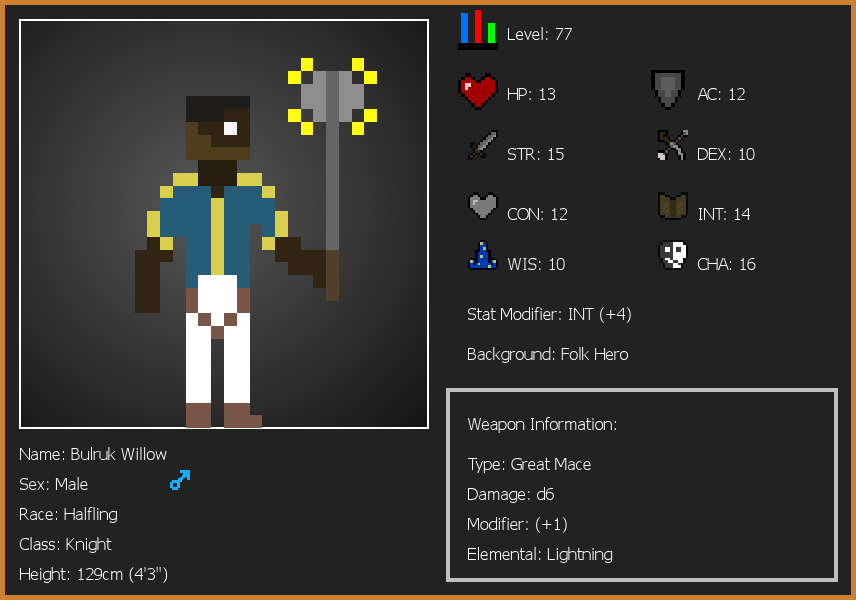 Level: 77
HP: 13
AC: 12
STR: 15
DEX: 10
CON: 12
INT: 14
WIS: 10
CHA: 16
Stat Modifier: INT (+4)
Background: Folk Hero
Weapon Information:
Type: Great Mace
Damage: d6
Modifier: (+1)
Elemental: Lightning
Name: Bulruk Willow
Sex: Male
Race: Halfling
Class: Knight
Height: 129cm (4'3")